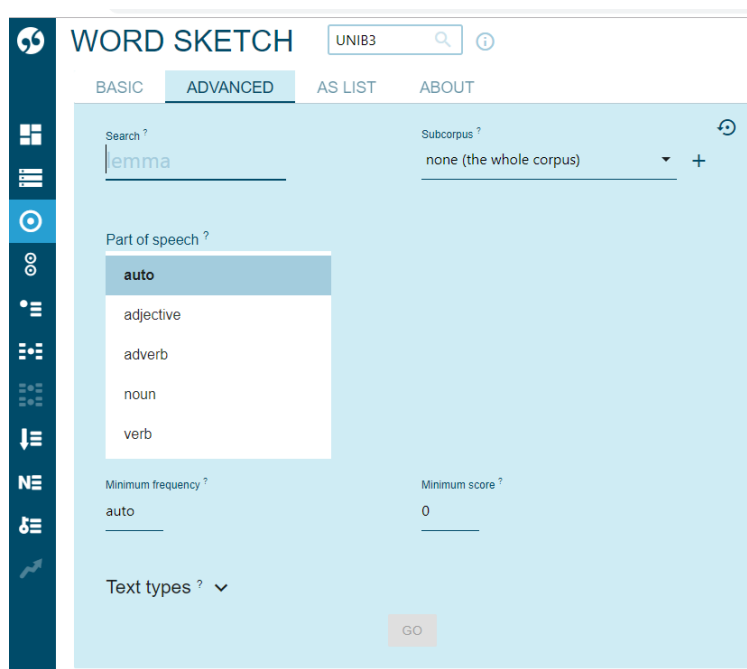 WORD SKETCH
UNIB3
BASIC ADVANCED AS LIST ABOUT
Search ? Subcorpus ?
lemma none (the whole corpus) +
Part of speech ?
auto
adjective
adverb
noun
verb
Minimum frequency ? Minimum score ?
auto 0
Text types ?
GO
N